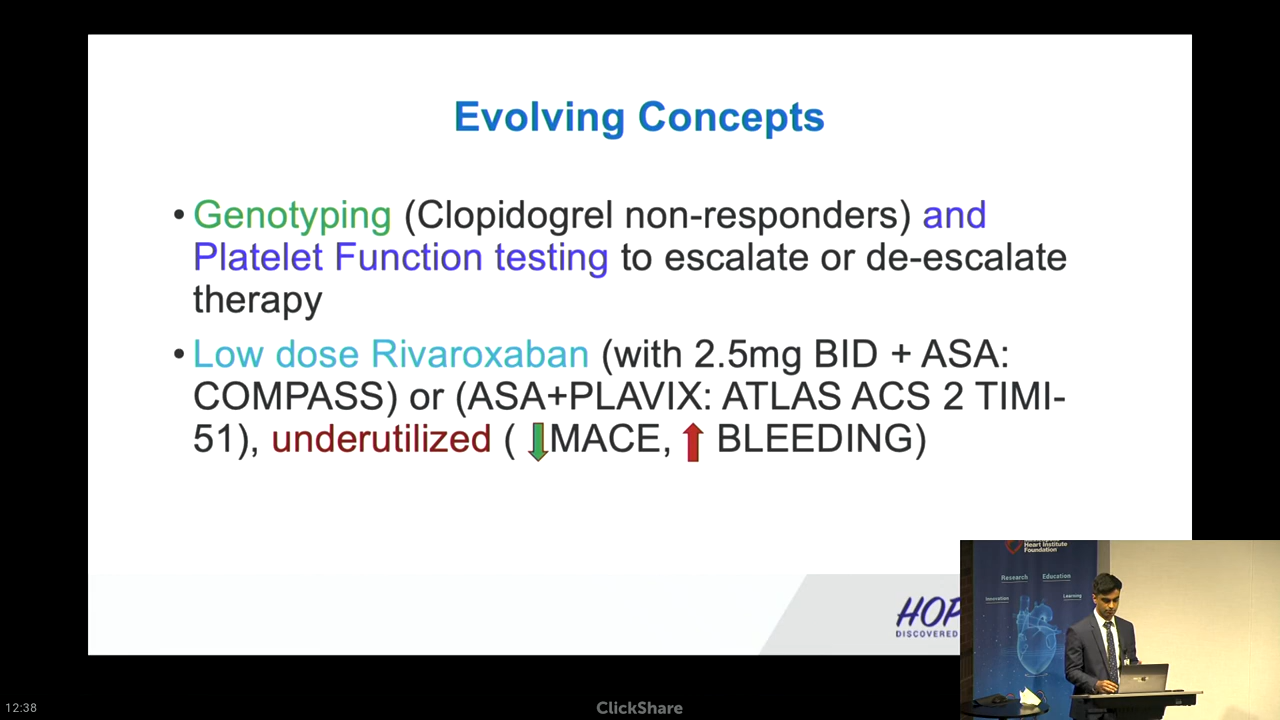 Evolving Concepts
• Genotyping (Clopidogrel non-responders) and
Platelet Function testing to escalate or de-escalate
therapy
• Low dose Rivaroxaban (with 2.5mg BID + ASA:
COMPASS) or (ASA+PLAVIX: ATLAS ACS 2 TIMI-
51), underutilized ( MACE, BLEEDING)
HOP
DISCOVERED
Heart Institute
Foundation
Research Education
Innovation Learning
12:38
ClickShare